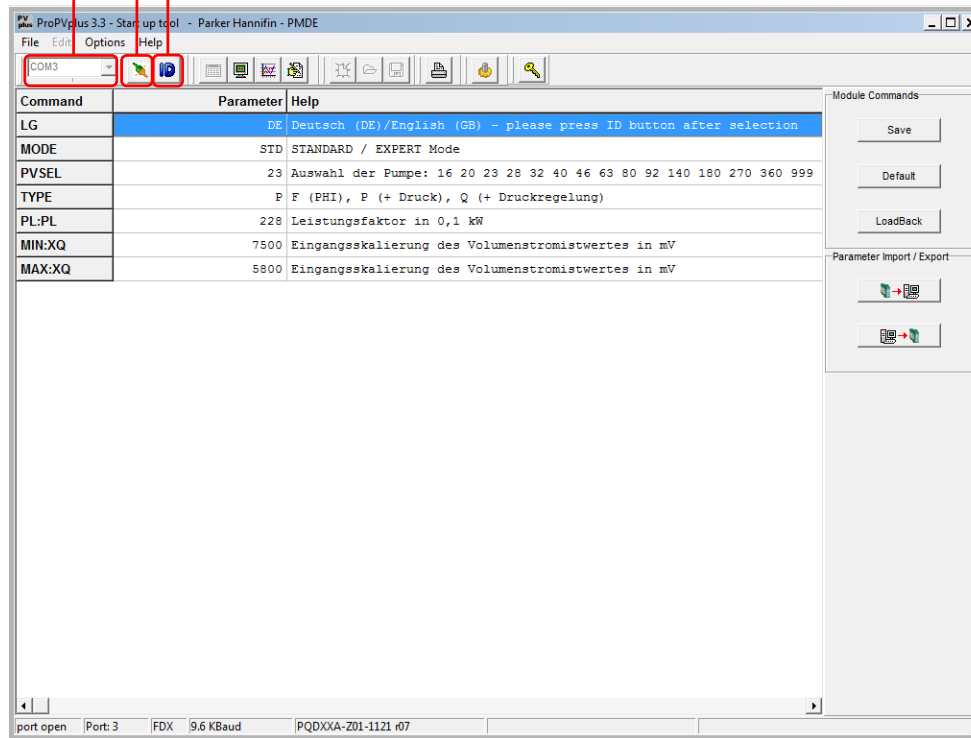 PV plus ProPVplus 3.3 - Start up tool - Parker Hannifin - PMDE
File Edit Options Help
COM3 ID
Command Parameter Help
LG DE Deutsch (DE)/English (GB) - please press ID button after selection
MODE STD STANDARD / EXPERT Mode
PVSEL 23 Auswahl der Pumpe: 16 20 23 28 32 40 46 63 80 92 140 180 270 360 999
TYPE P F (PHI), P (+ Druck), Q (+ Druckregelung)
PL:PL 228 Leistungsfaktor in 0,1 kW
MIN:XQ 7500 Eingangsskalierung des Volumenstromistwertes in mV
MAX:XQ 5800 Eingangsskalierung des Volumenstromistwertes in mV
Module Commands
Save
Default
LoadBack
Parameter Import / Export
port open Port: 3 FDX 9.6 KBaud PQDXXA-Z01-1121 r07